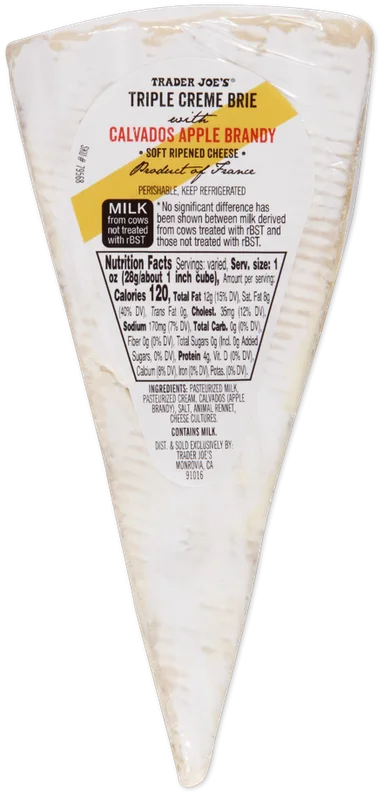 TRADER JOE'S®
TRIPLE CREME BRIE
with
CALVADOS APPLE BRANDY
• SOFT RIPENED CHEESE •
Product of France
SKU # 79568
PERISHABLE, KEEP REFRIGERATED
MILK
from cows
not treated
with rBST
*No significant difference has
been shown between milk derived
from cows treated with rBST and
those not treated with rBST.
Nutrition Facts Servings: varied, Serv. size: 1
oz (28g/about 1 inch cube), Amount per serving:
Calories 120, Total Fat 12g (15% DV), Sat. Fat 8g
(40% DV), Trans Fat 0g, Cholest. 35mg (12% DV),
Sodium 170mg (7% DV), Total Carb. 0g (0% DV),
Fiber 0g (0% DV), Total Sugars 0g (Incl. 0g Added
Sugars, 0% DV), Protein 4g, Vit. D (0% DV),
Calcium (8% DV), Iron (0% DV), Potas. (0% DV).
INGREDIENTS: PASTEURIZED MILK,
PASTEURIZED CREAM, CALVADOS (APPLE
BRANDY), SALT, ANIMAL RENNET,
CHEESE CULTURES.
CONTAINS MILK.
DIST. & SOLD EXCLUSIVELY BY:
TRADER JOE'S
MONROVIA, CA
91016